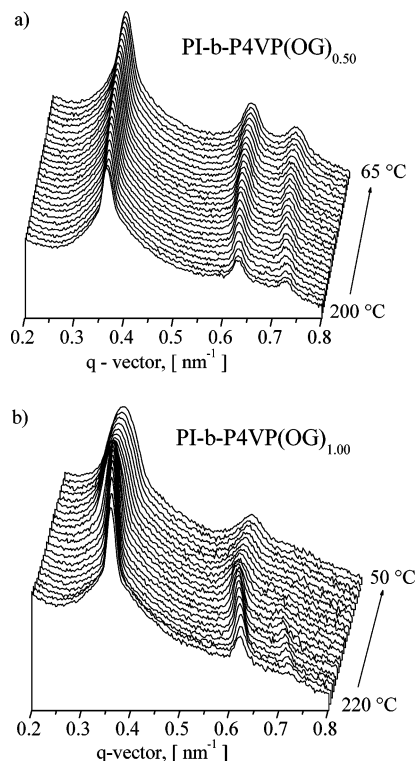 a)
PI-b-P4VP(OG)0.50
65 °C
200 °C
0.2 0.3 0.4 0.5 0.6 0.7 0.8
q - vector, [ nm-1 ]
b)
PI-b-P4VP(OG)1.00
50 °C
220 °C
0.2 0.3 0.4 0.5 0.6 0.7 0.8
q-vector, [ nm-1 ]